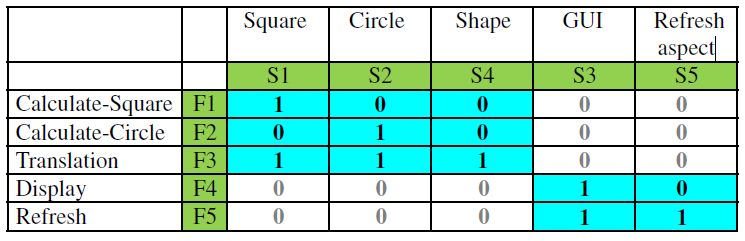 Square Circle Shape GUI Refresh
aspect
S1 S2 S4 S3 S5
Calculate-Square F1 1 0 0 0 0
Calculate-Circle F2 0 1 0 0 0
Translation F3 1 1 1 0 0
Display F4 0 0 0 1 0
Refresh F5 0 0 0 1 1